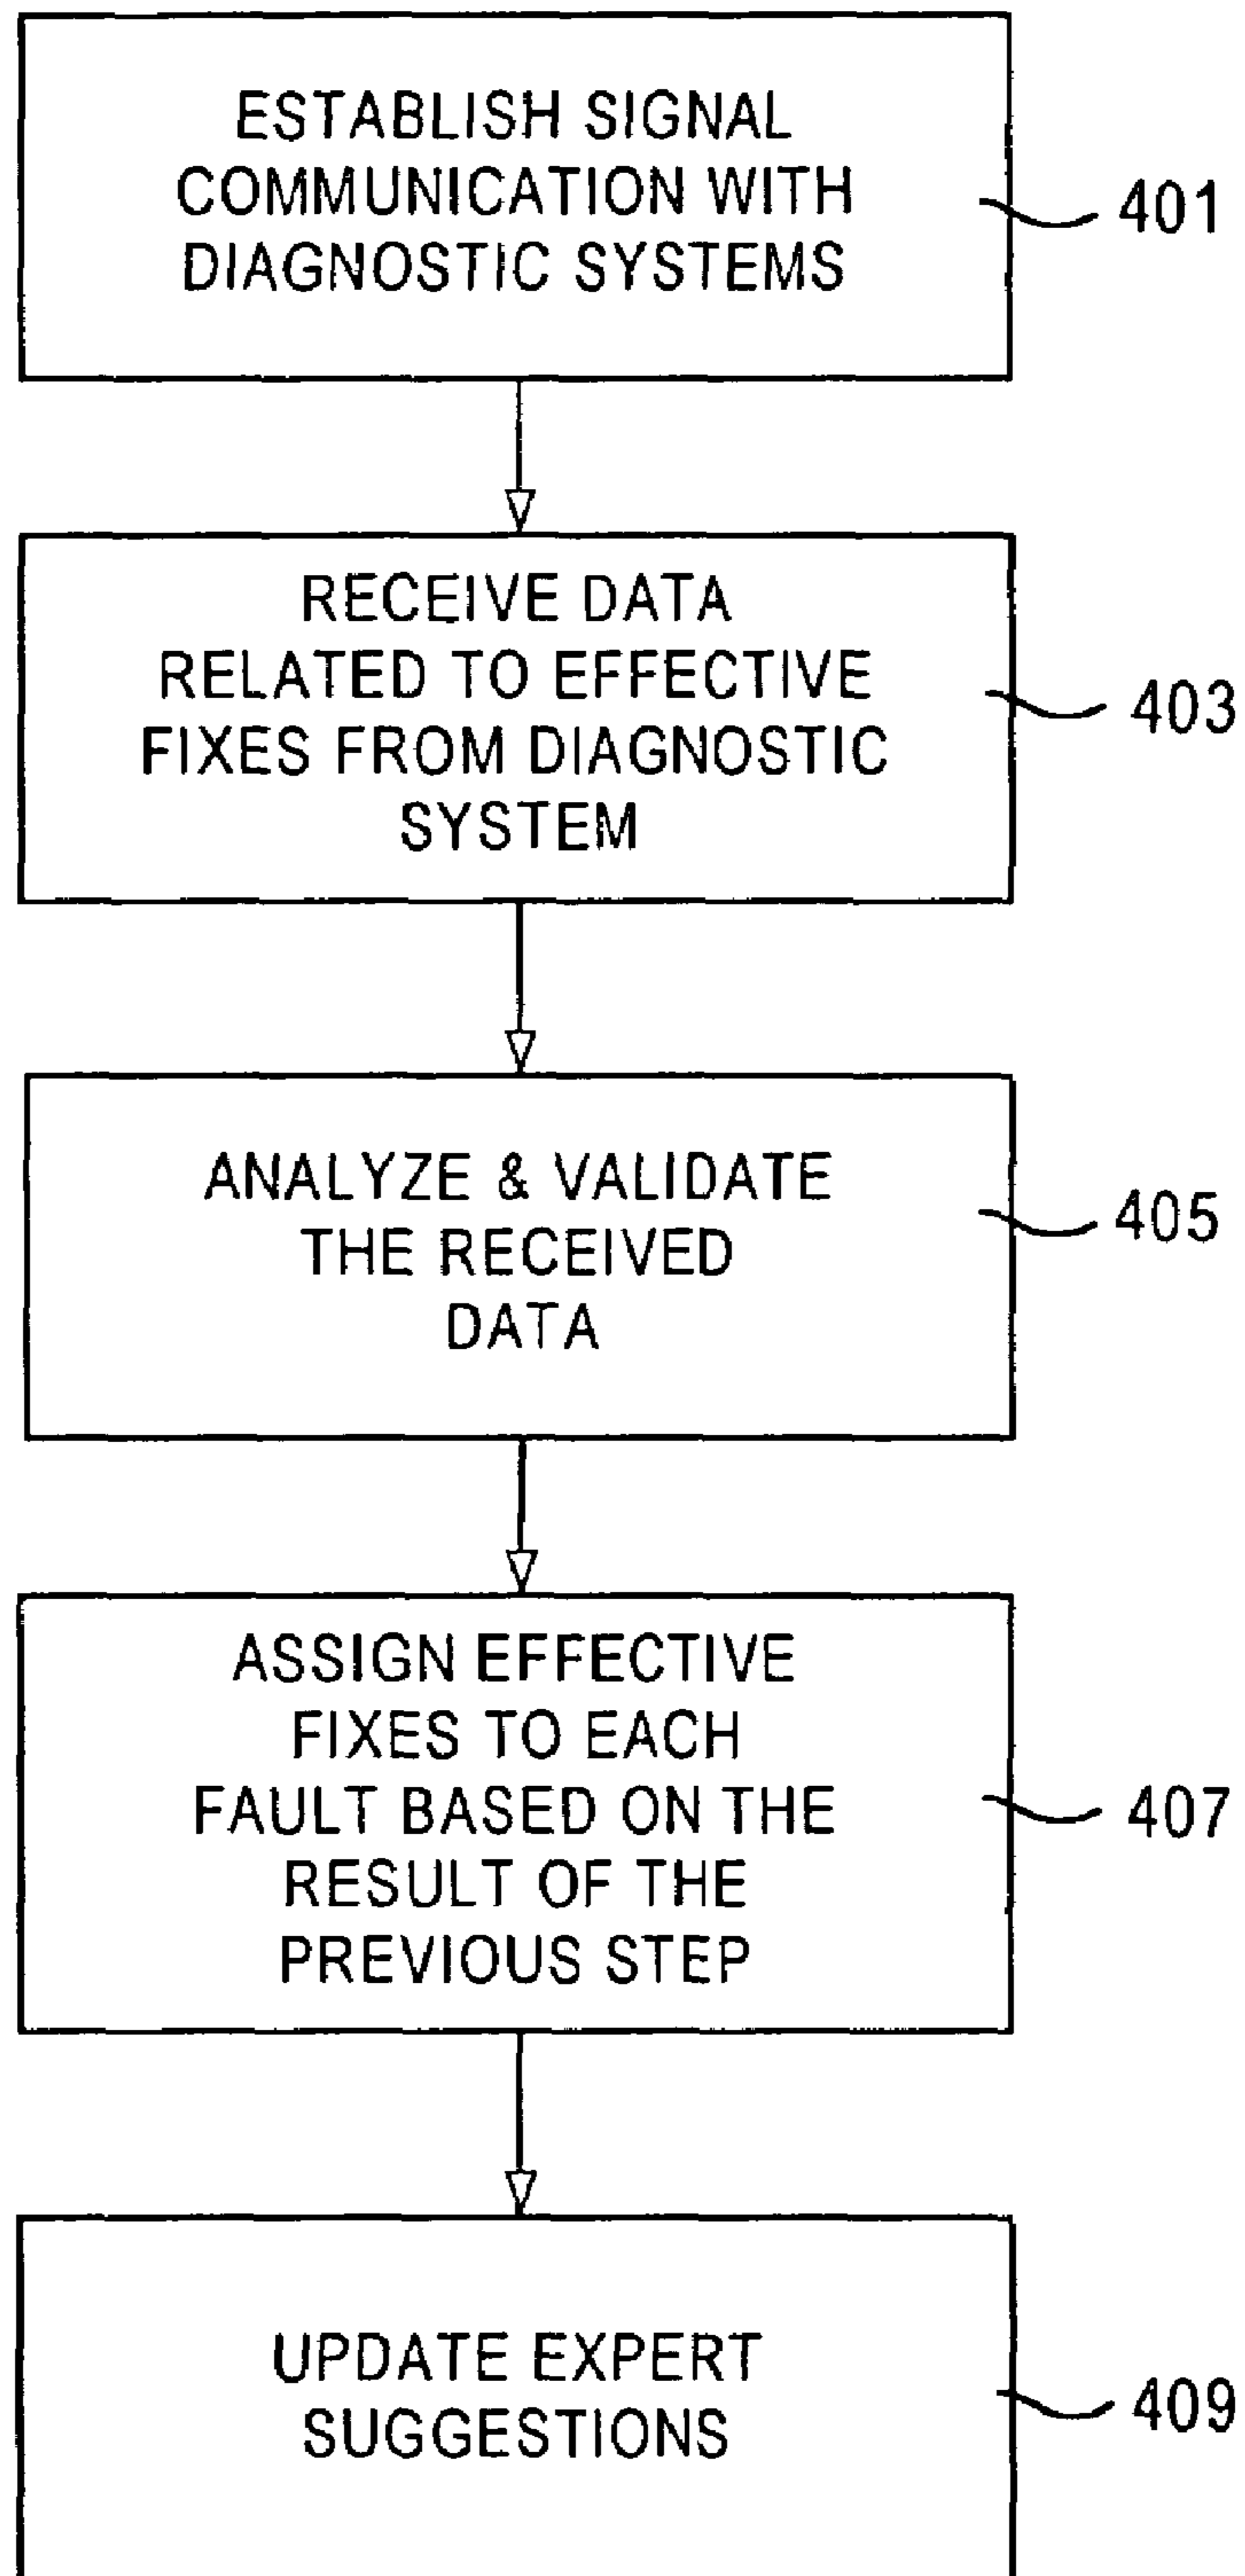 ESTABLISH SIGNAL
COMMUNICATION WITH
DIAGNOSTIC SYSTEMS
401
RECEIVE DATA
RELATED TO EFFECTIVE
FIXES FROM DIAGNOSTIC
SYSTEM
403
ANALYZE & VALIDATE
THE RECEIVED
DATA
405
ASSIGN EFFECTIVE
FIXES TO EACH
FAULT BASED ON THE
RESULT OF THE
PREVIOUS STEP
407
UPDATE EXPERT
SUGGESTIONS
409